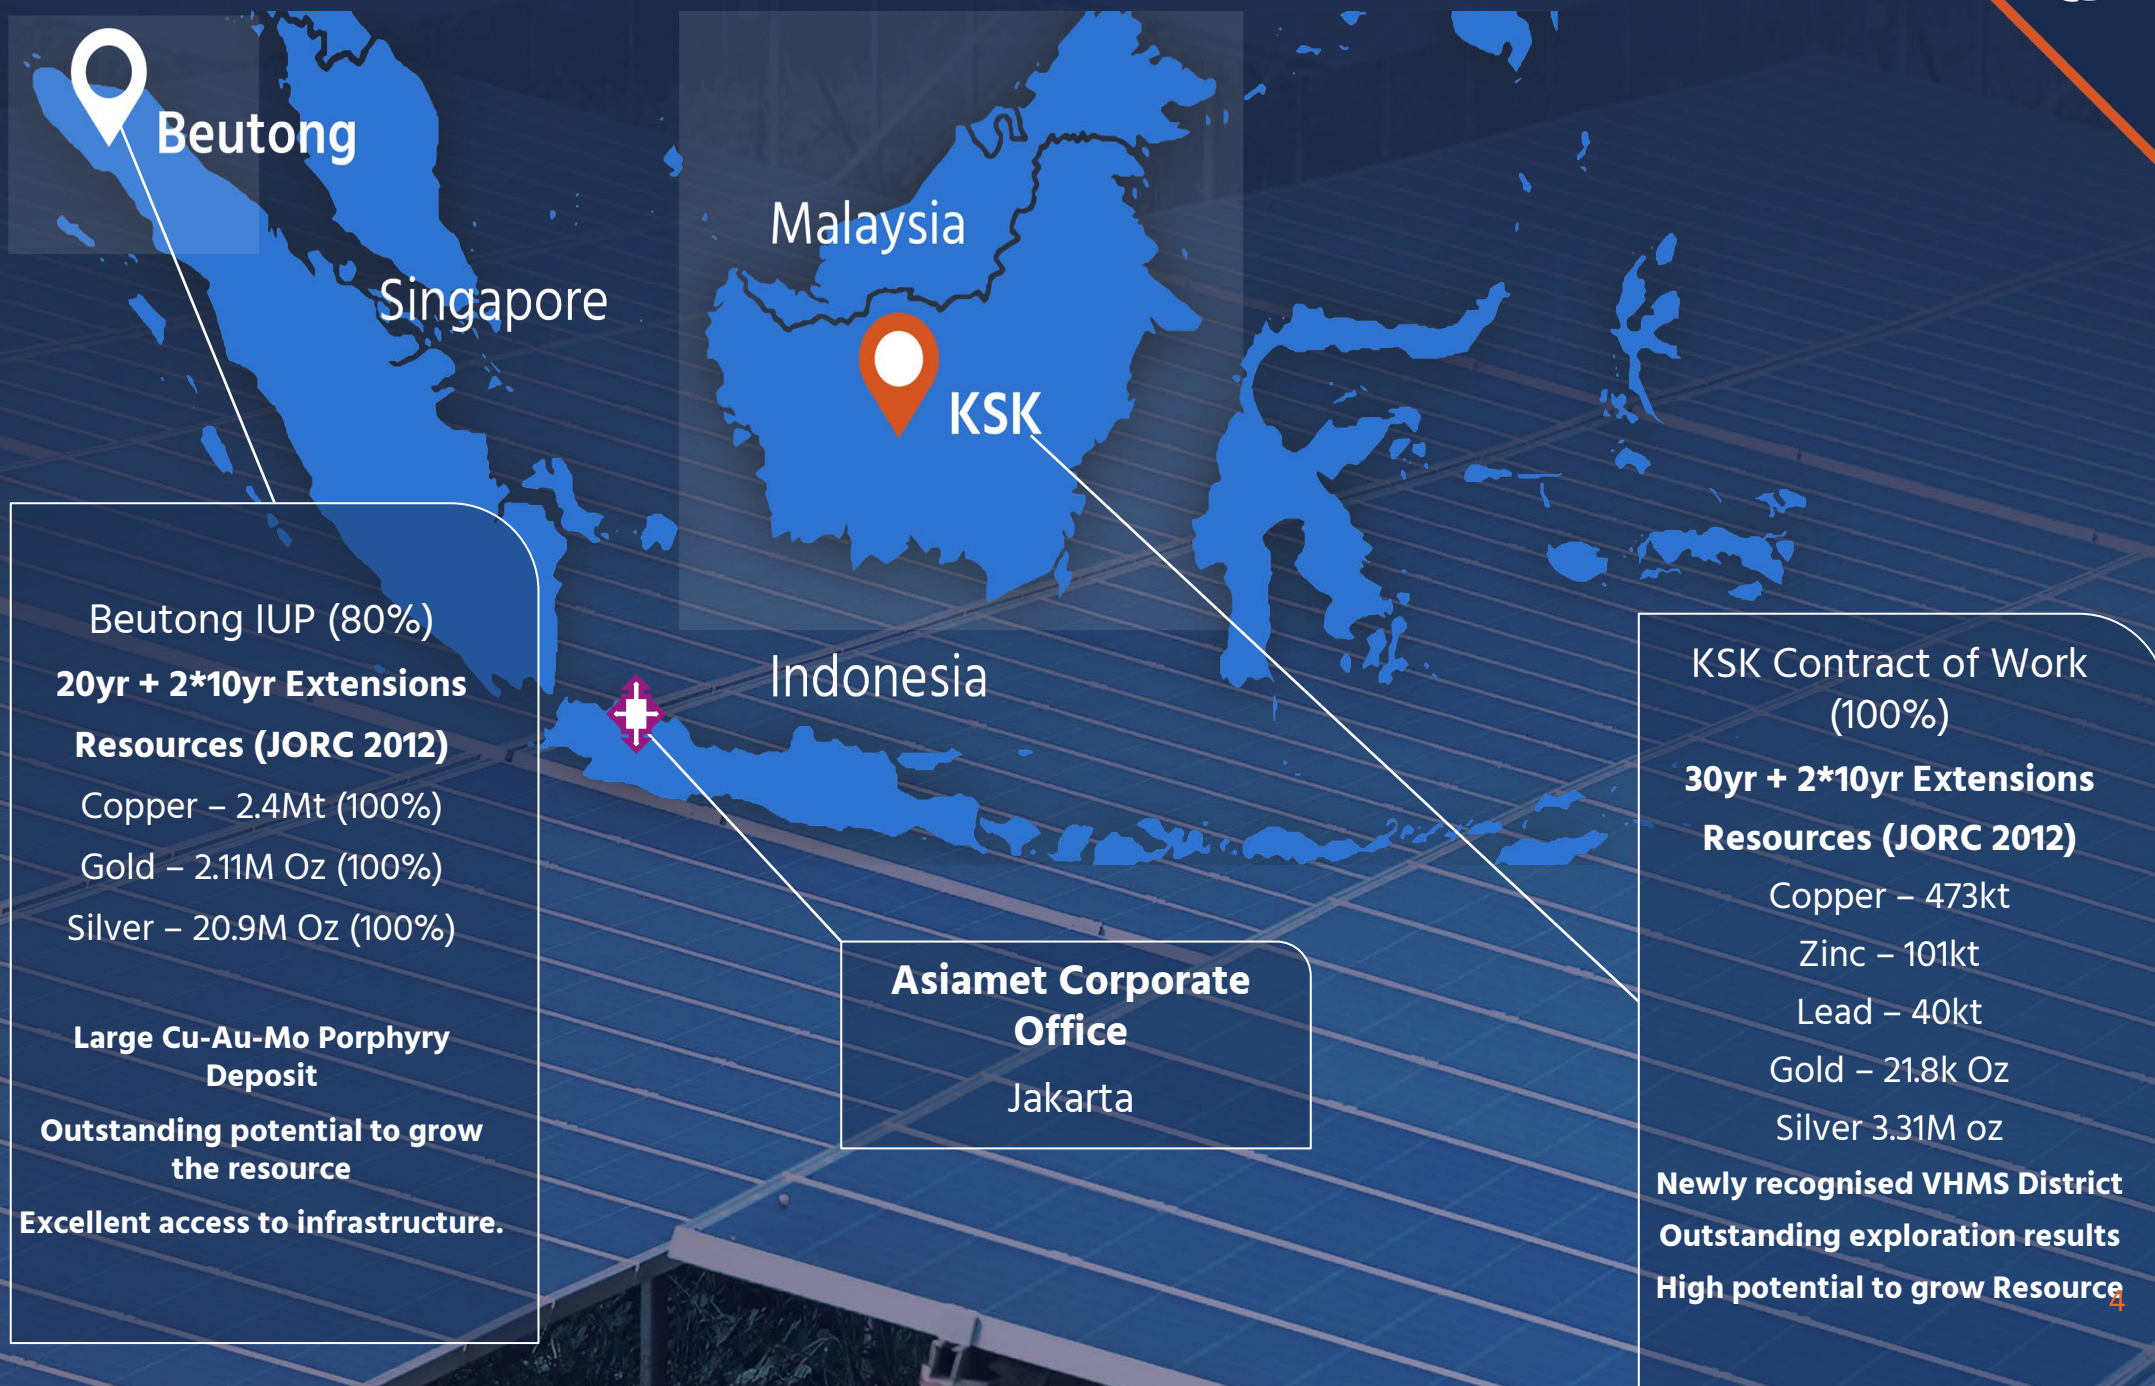 Beutong
Malaysia
Singapore
KSK
Indonesia
Beutong IUP (80%)
20yr + 2*10yr Extensions
Resources (JORC 2012)
Copper – 2.4Mt (100%)
Gold – 2.11M Oz (100%)
Silver – 20.9M Oz (100%)
Large Cu-Au-Mo Porphyry
Deposit
Outstanding potential to grow
the resource
Excellent access to infrastructure.
Asiamet Corporate
Office
Jakarta
KSK Contract of Work
(100%)
30yr + 2*10yr Extensions
Resources (JORC 2012)
Copper – 473kt
Zinc – 101kt
Lead – 40kt
Gold – 21.8k Oz
Silver 3.31M oz
Newly recognised VHMS District
Outstanding exploration results
High potential to grow Resource
4